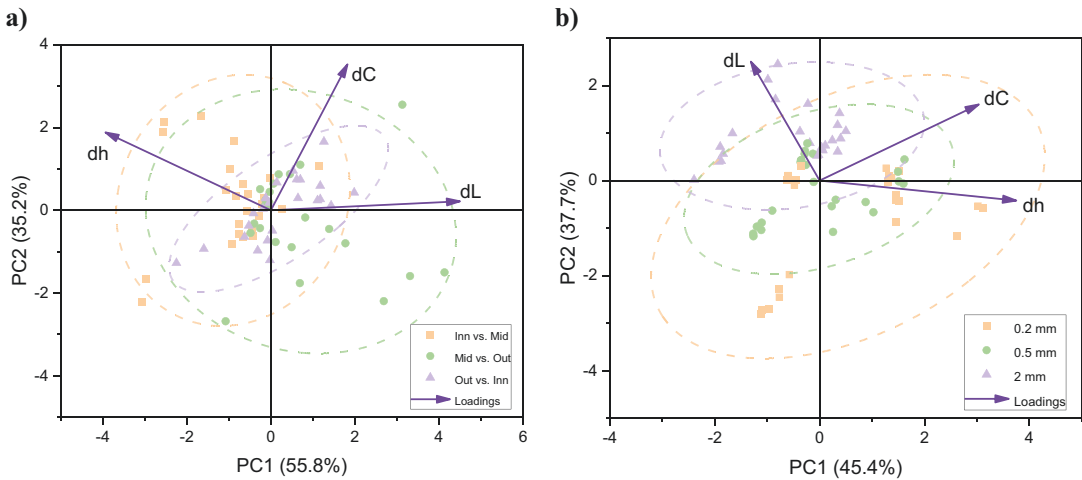 a)
4
2
0
-2
-4
-4
-2
0
2
4
6
PC2 (35.2%)
PC1 (55.8%)
dh
dC
dL
Inn vs. Mid
Mid vs. Out
Out vs. Inn
Loadings
b)
2
0
-2
-4
-4
-2
0
2
4
PC2 (37.7%)
PC1 (45.4%)
dL
dC
dh
0.2 mm
0.5 mm
2 mm
Loadings